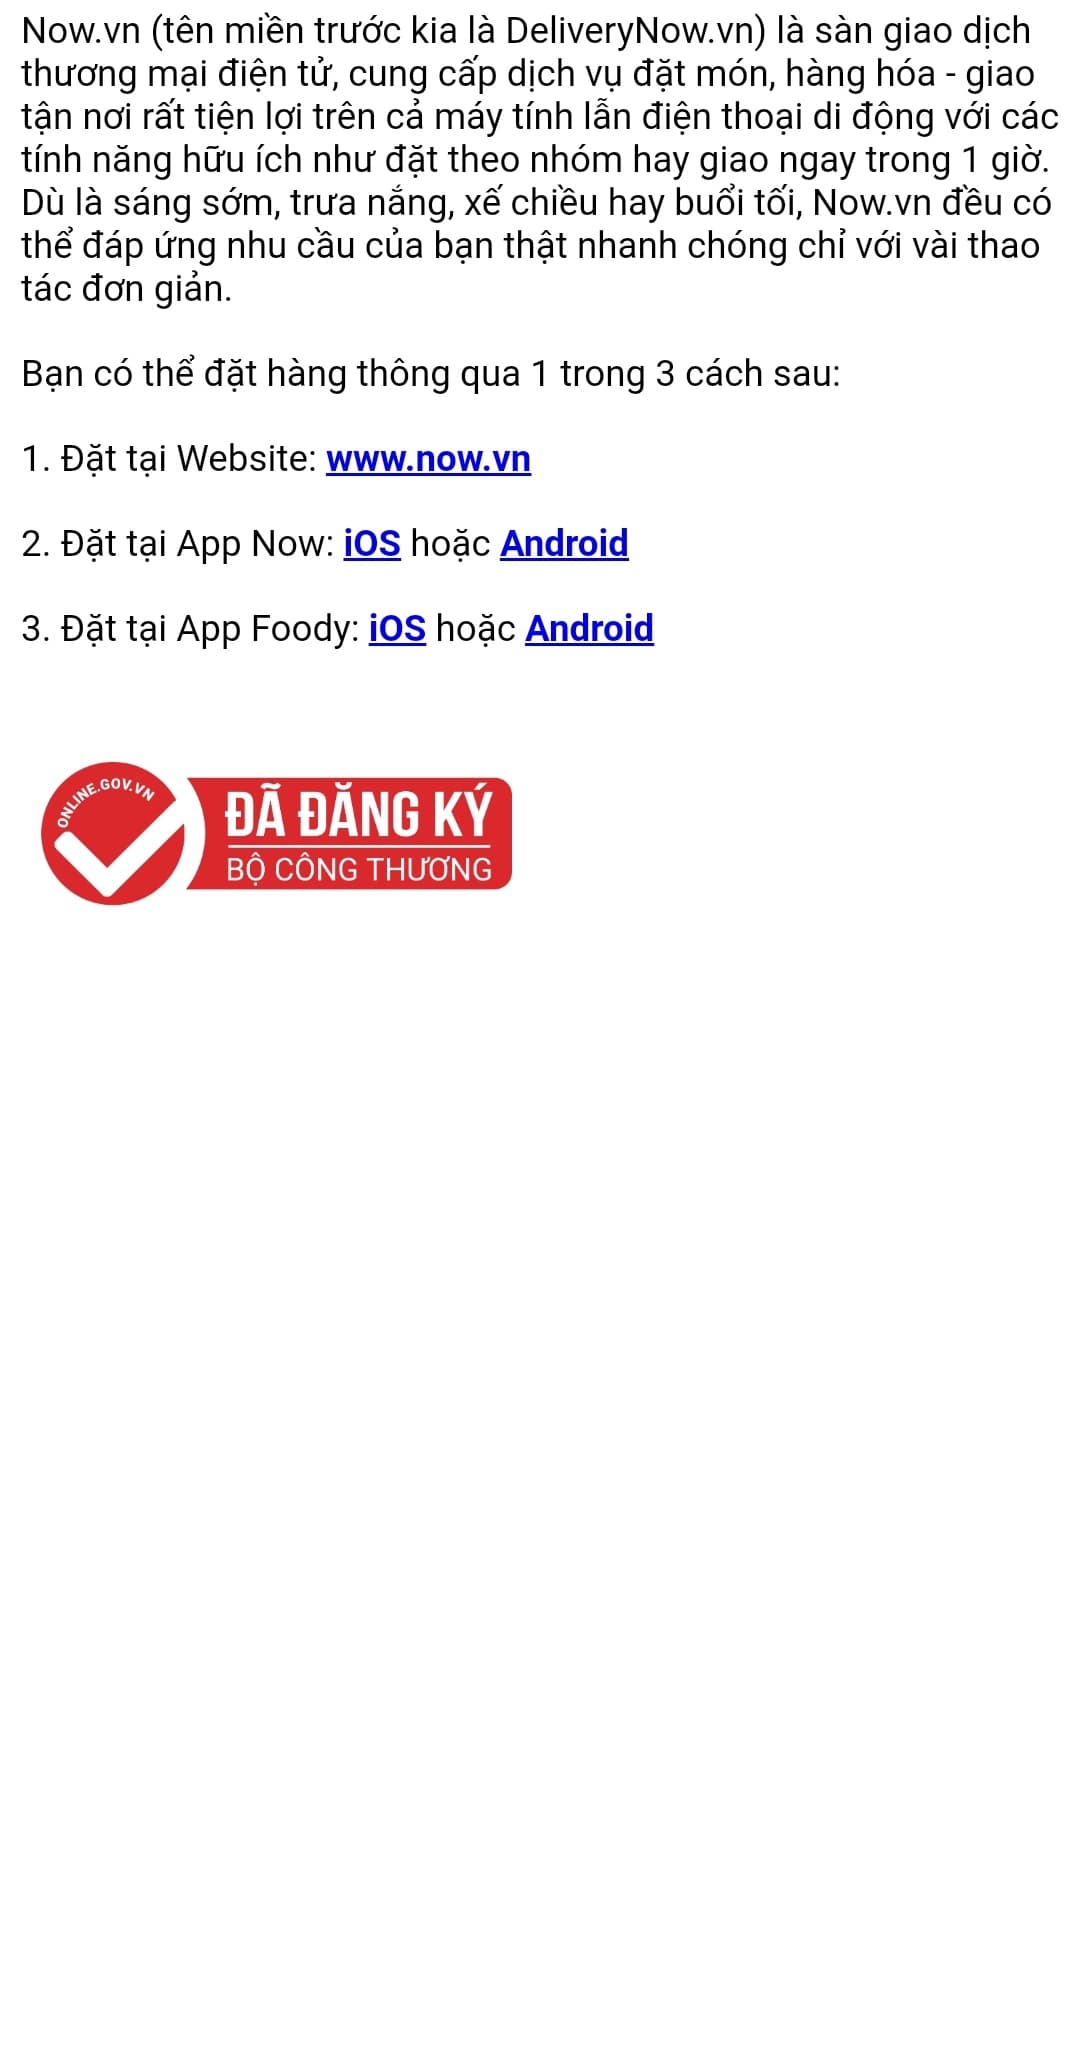 Now.vn (tên miền trước kia là DeliveryNow.vn) là sàn giao dịch
thương mại điện tử, cung cấp dịch vụ đặt món, hàng hóa - giao
tận nơi rất tiện lợi trên cả máy tính lẫn điện thoại di động với các
tính năng hữu ích như đặt theo nhóm hay giao ngay trong 1 giờ.
Dù là sáng sớm, trưa nắng, xế chiều hay buổi tối, Now.vn đều có
thể đáp ứng nhu cầu của bạn thật nhanh chóng chỉ với vài thao
tác đơn giản.
Bạn có thể đặt hàng thông qua 1 trong 3 cách sau:
1. Đặt tại Website: www.now.vn
2. Đặt tại App Now: iOS hoặc Android
3. Đặt tại App Foody: iOS hoặc Android
ONLINE.GOV.VN
ĐÃ ĐĂNG KÝ
BỘ CÔNG THƯƠNG